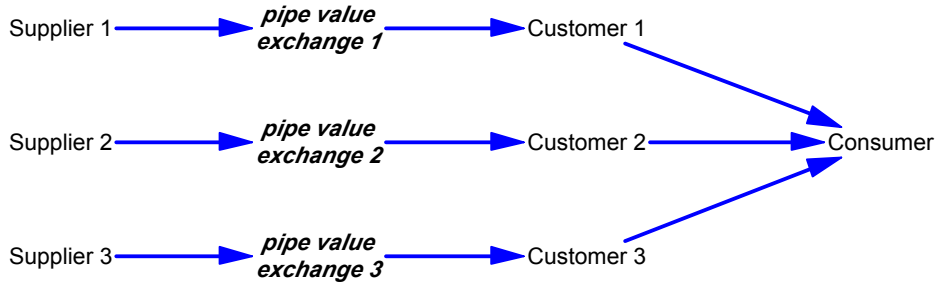 Supplier 1
pipe value
exchange 1
Customer 1
Supplier 2
pipe value
exchange 2
Customer 2
Consumer
Supplier 3
pipe value
exchange 3
Customer 3